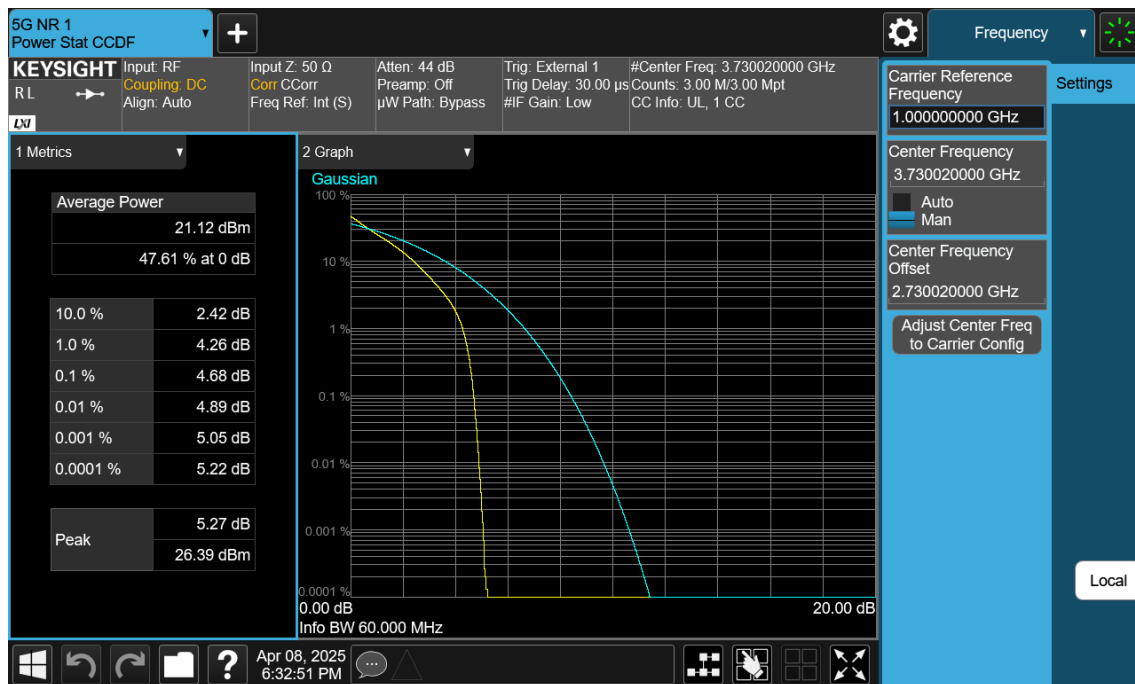 5G NR 1
Power Stat CCDF
Frequency
KEYSIGHT
R L
LXI
Input: RF
Coupling: DC
Align: Auto
Input Z: 50 Ω
Corr CCorr
Freq Ref: Int (S)
Atten: 44 dB
Preamp: Off
µW Path: Bypass
Trig: External 1
Trig Delay: 30.00 µs
#IF Gain: Low
#Center Freq: 3.730020000 GHz
Counts: 3.00 M/3.00 Mpt
CC Info: UL, 1 CC
1 Metrics
Average Power
21.12 dBm
47.61 % at 0 dB
10.0 % 2.42 dB
1.0 % 4.26 dB
0.1 % 4.68 dB
0.01 % 4.89 dB
0.001 % 5.05 dB
0.0001 % 5.22 dB
Peak
5.27 dB
26.39 dBm
2 Graph
Gaussian
100 %
10 %
1 %
0.1 %
0.01 %
0.001 %
0.0001 %
0.00 dB 20.00 dB
Info BW 60.000 MHz
Carrier Reference
Frequency
1.000000000 GHz
Center Frequency
3.730020000 GHz
Auto
Man
Center Frequency
Offset
2.730020000 GHz
Adjust Center Freq
to Carrier Config
Settings
Local
?
Apr 08, 2025
6:32:51 PM